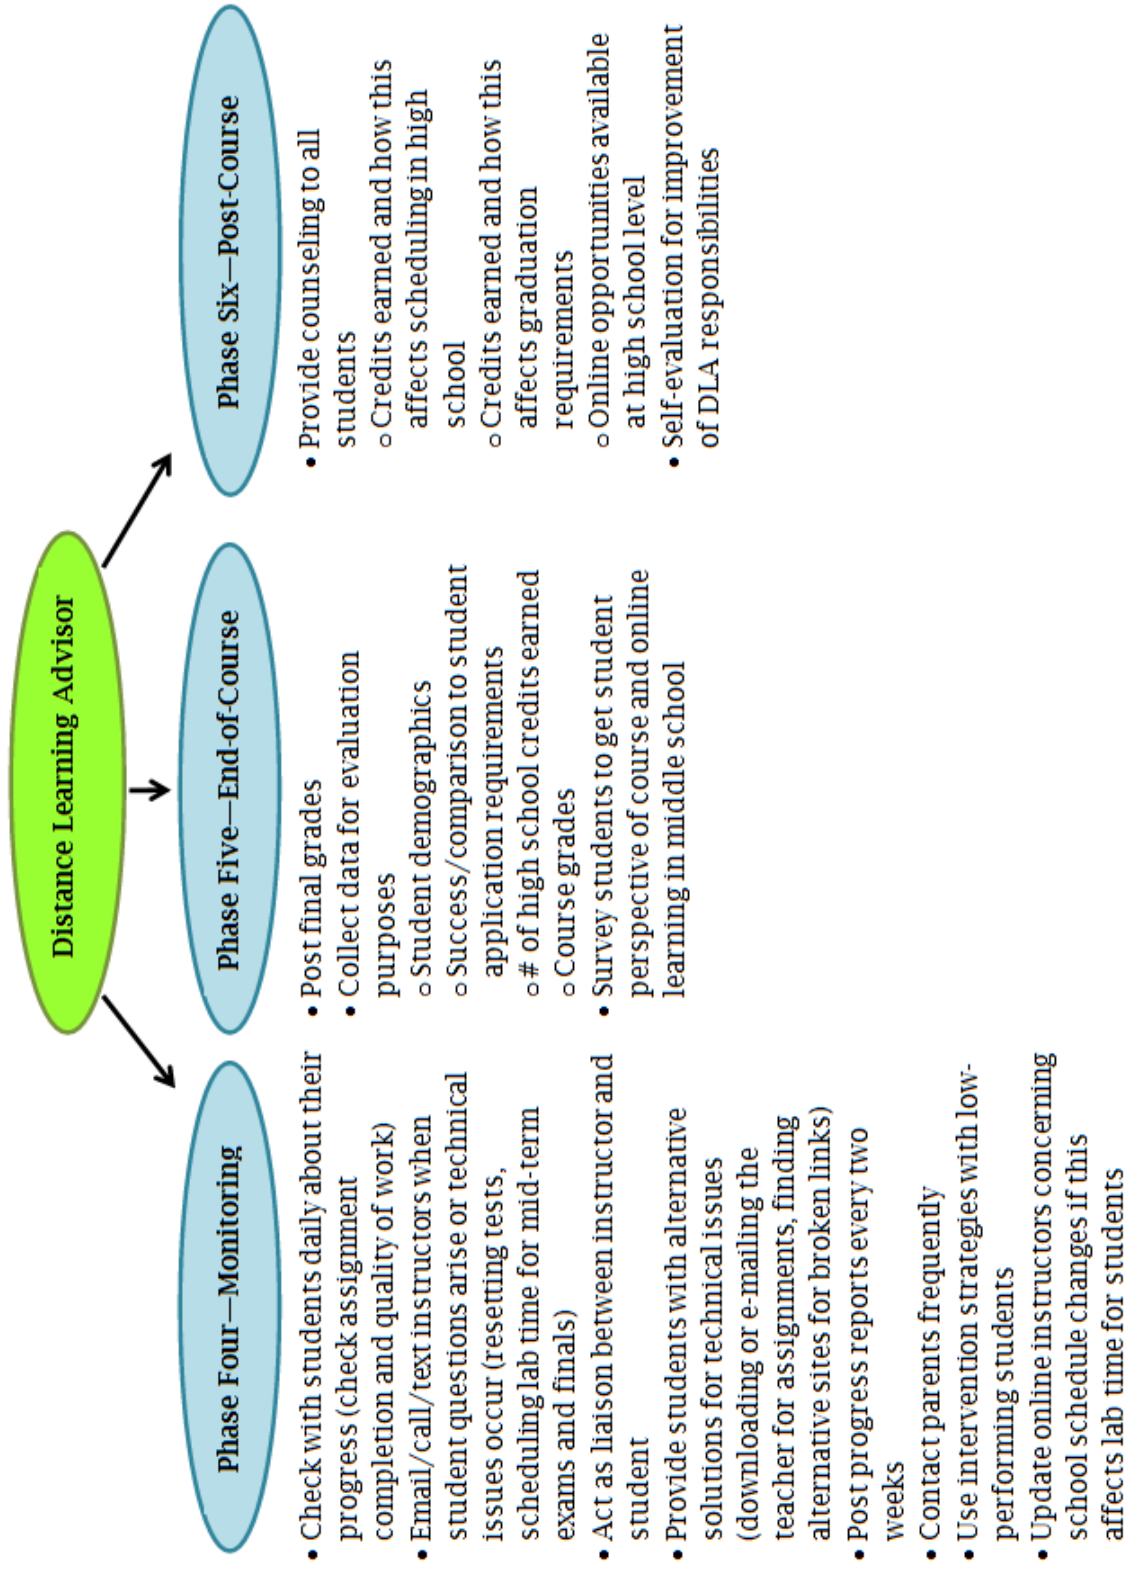 Distance Learning Advisor
Phase Four—Monitoring
• Check with students daily about their
progress (check assignment
completion and quality of work)
• Email/call/text instructors when
student questions arise or technical
issues occur (resetting tests,
scheduling lab time for mid-term
exams and finals)
• Act as liaison between instructor and
student
• Provide students with alternative
solutions for technical issues
(downloading or e-mailing the
teacher for assignments, finding
alternative sites for broken links)
• Post progress reports every two
weeks
• Contact parents frequently
• Use intervention strategies with low-
performing students
• Update online instructors concerning
school schedule changes if this
affects lab time for students
Phase Five—End-of-Course
• Post final grades
• Collect data for evaluation
purposes
o Student demographics
o Success/comparison to student
application requirements
o # of high school credits earned
o Course grades
• Survey students to get student
perspective of course and online
learning in middle school
Phase Six—Post-Course
• Provide counseling to all
students
o Credits earned and how this
affects scheduling in high
school
o Credits earned and how this
affects graduation
requirements
o Online opportunities available
at high school level
• Self-evaluation for improvement
of DLA responsibilities